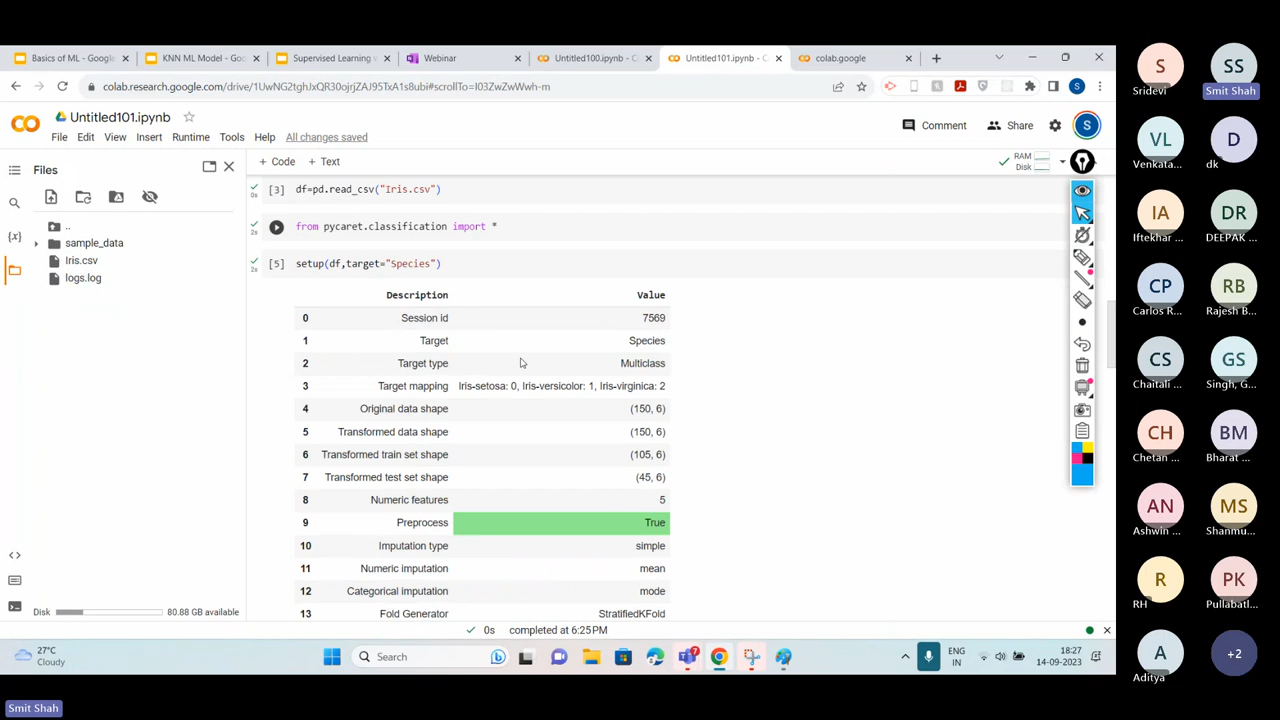 Basics of ML - Google
KNN ML Model - Goo
Supervised Learning
Webinar
Untitled100.ipynb - C
Untitled101.ipynb - C
colab.google
colab.research.google.com/drive/1UwNG2tghJxQR30ojrjZAJ95TxA1s8ubi#scrollTo=I03ZwZwWwh-m
S
CO
Untitled101.ipynb
File Edit View Insert Runtime Tools Help All changes saved
Comment
Share
S
Files
..
sample_data
Iris.csv
logs.log
Disk 80.88 GB available
+ Code + Text
RAM
Disk
[3] df=pd.read_csv("Iris.csv")
0s
from pycaret.classification import *
2s
[5] setup(df,target="Species")
2s
Description Value
0 Session id 7569
1 Target Species
2 Target type Multiclass
3 Target mapping Iris-setosa: 0, Iris-versicolor: 1, Iris-virginica: 2
4 Original data shape (150, 6)
5 Transformed data shape (150, 6)
6 Transformed train set shape (105, 6)
7 Transformed test set shape (45, 6)
8 Numeric features 5
9 Preprocess True
10 Imputation type simple
11 Numeric imputation mean
12 Categorical imputation mode
13 Fold Generator StratifiedKFold
0s completed at 6:25 PM
27°C
Cloudy
Search
7
ENG
IN
18:27
14-09-2023
S
Sridevi
SS
Smit Shah
VL
Venkata...
D
dk
IA
Iftekhar ...
DR
DEEPAK ...
CP
Carlos R...
RB
Rajesh B...
CS
Chaitali ...
GS
Singh, G...
CH
Chetan ...
BM
Bharat ...
AN
Ashwin ...
MS
Shanmu...
R
RH
PK
Pullabatl...
A
Aditya
+2
Smit Shah